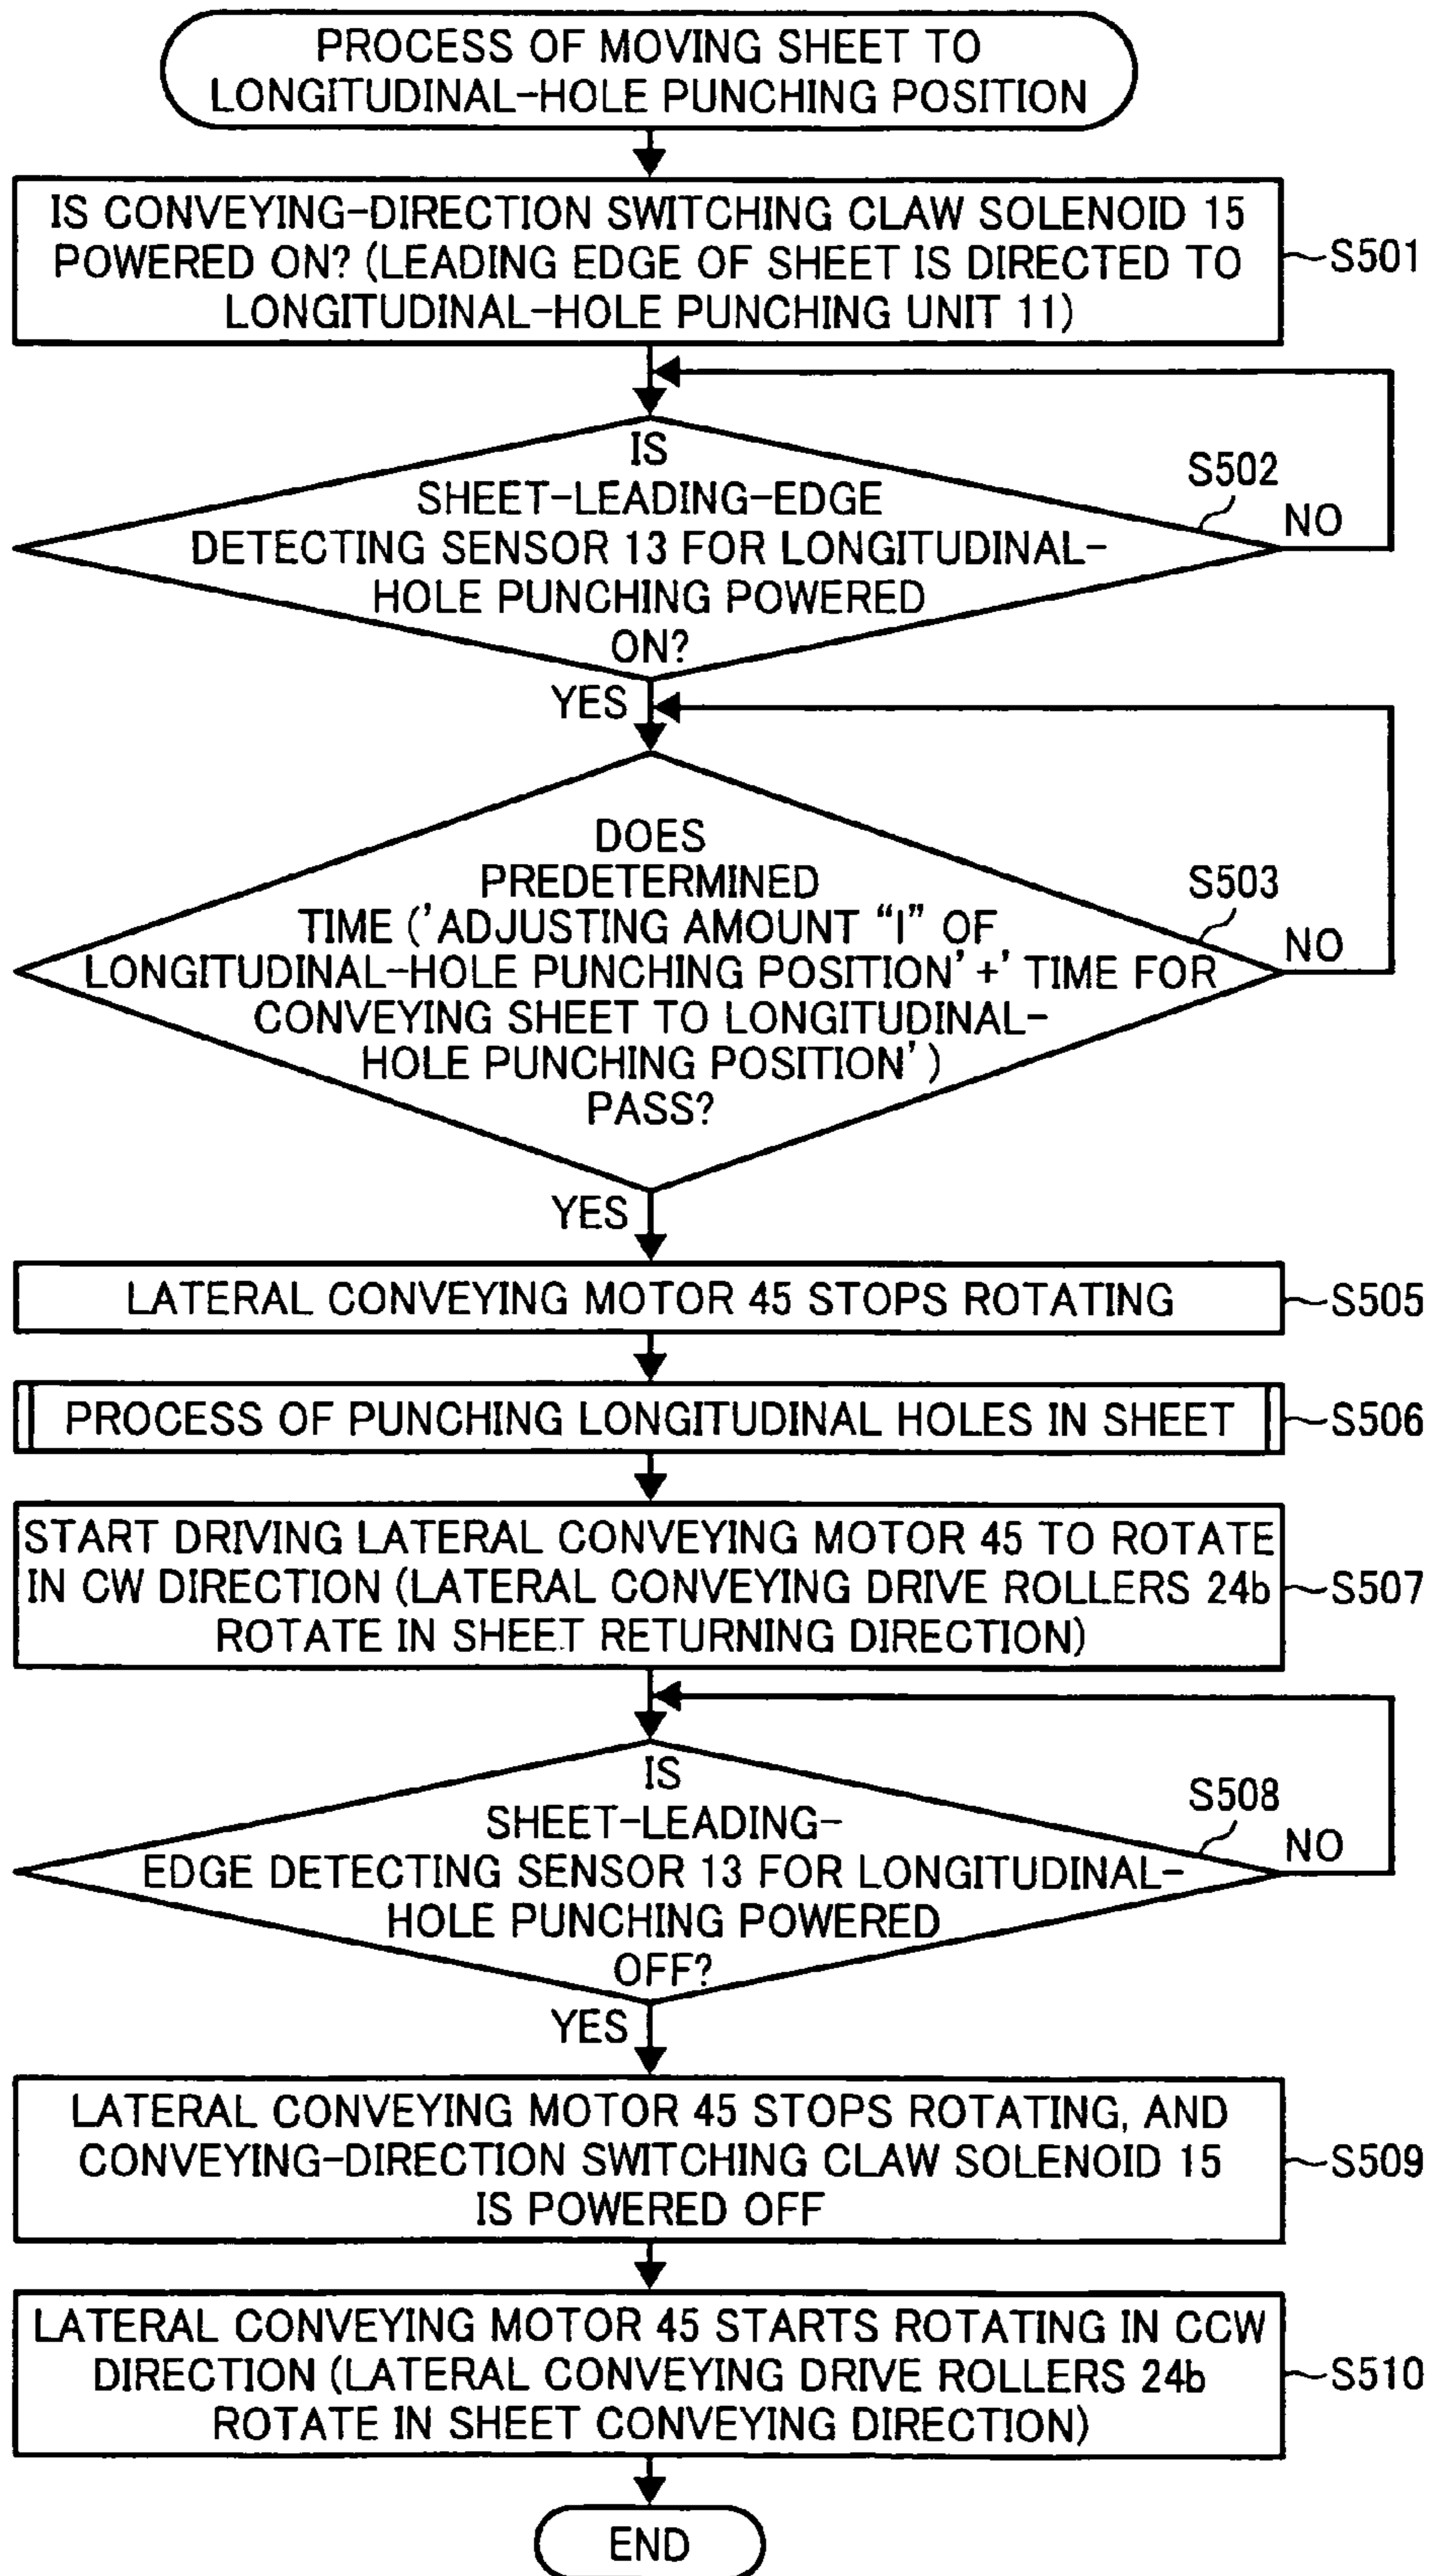 PROCESS OF MOVING SHEET TO
LONGITUDINAL-HOLE PUNCHING POSITION
IS CONVEYING-DIRECTION SWITCHING CLAW SOLENOID 15
POWERED ON? (LEADING EDGE OF SHEET IS DIRECTED TO
LONGITUDINAL-HOLE PUNCHING UNIT 11)
S501
IS
SHEET-LEADING-EDGE
DETECTING SENSOR 13 FOR LONGITUDINAL-
HOLE PUNCHING POWERED
ON?
S502
NO
YES
DOES
PREDETERMINED
TIME ('ADJUSTING AMOUNT “I” OF
LONGITUDINAL-HOLE PUNCHING POSITION' +' TIME FOR
CONVEYING SHEET TO LONGITUDINAL-
HOLE PUNCHING POSITION')
PASS?
S503
NO
YES
LATERAL CONVEYING MOTOR 45 STOPS ROTATING
S505
PROCESS OF PUNCHING LONGITUDINAL HOLES IN SHEET
S506
START DRIVING LATERAL CONVEYING MOTOR 45 TO ROTATE
IN CW DIRECTION (LATERAL CONVEYING DRIVE ROLLERS 24b
ROTATE IN SHEET RETURNING DIRECTION)
S507
IS
SHEET-LEADING-
EDGE DETECTING SENSOR 13 FOR LONGITUDINAL-
HOLE PUNCHING POWERED
OFF?
S508
NO
YES
LATERAL CONVEYING MOTOR 45 STOPS ROTATING, AND
CONVEYING-DIRECTION SWITCHING CLAW SOLENOID 15
IS POWERED OFF
S509
LATERAL CONVEYING MOTOR 45 STARTS ROTATING IN CCW
DIRECTION (LATERAL CONVEYING DRIVE ROLLERS 24b
ROTATE IN SHEET CONVEYING DIRECTION)
S510
END